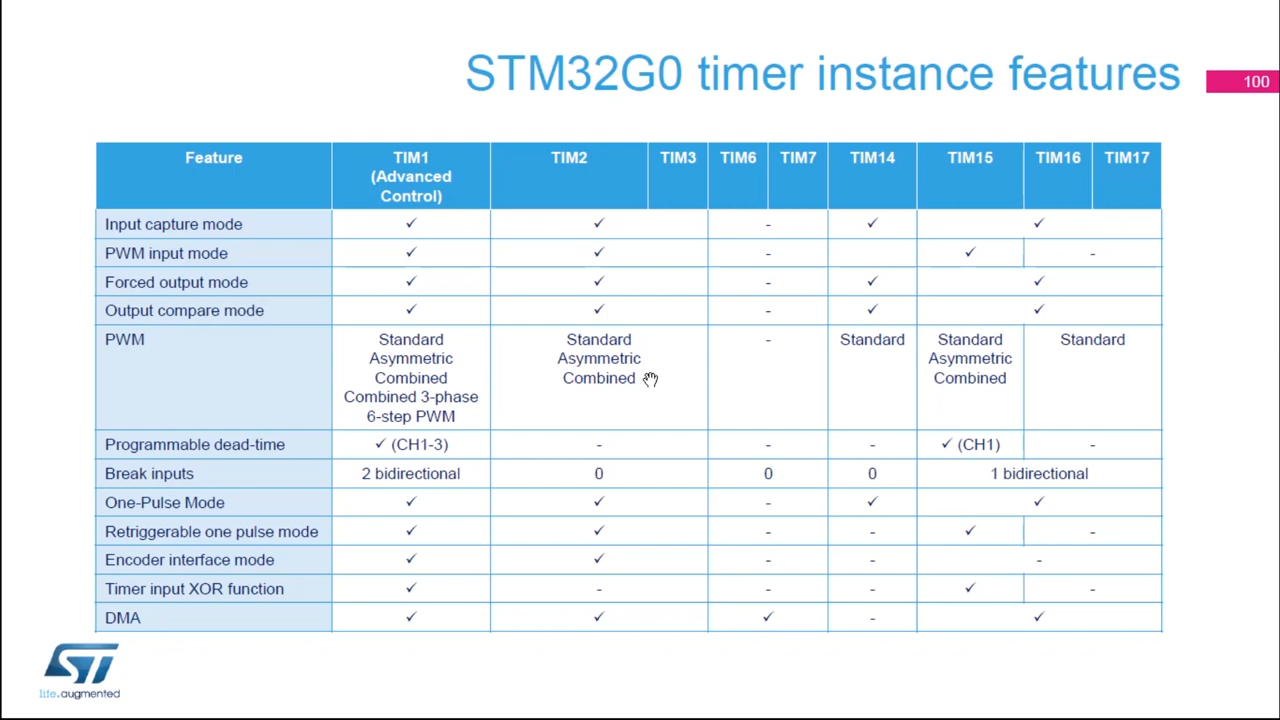 STM32G0 timer instance features
100
Feature TIM1 (Advanced Control) TIM2 TIM3 TIM6 TIM7 TIM14 TIM15 TIM16 TIM17
Input capture mode ✓ ✓ - ✓ ✓
PWM input mode ✓ ✓ - ✓ -
Forced output mode ✓ ✓ - ✓ ✓
Output compare mode ✓ ✓ - ✓ ✓
PWM Standard Standard - Standard Standard Standard
Asymmetric Asymmetric Asymmetric
Combined Combined Combined
Combined 3-phase
6-step PWM
Programmable dead-time ✓ (CH1-3) - - - ✓ (CH1) -
Break inputs 2 bidirectional 0 0 0 1 bidirectional
One-Pulse Mode ✓ ✓ - ✓ ✓
Retriggerable one pulse mode ✓ ✓ - - ✓ -
Encoder interface mode ✓ ✓ - - -
Timer input XOR function ✓ - - - ✓ -
DMA ✓ ✓ ✓ - ✓
ST
life.augmented